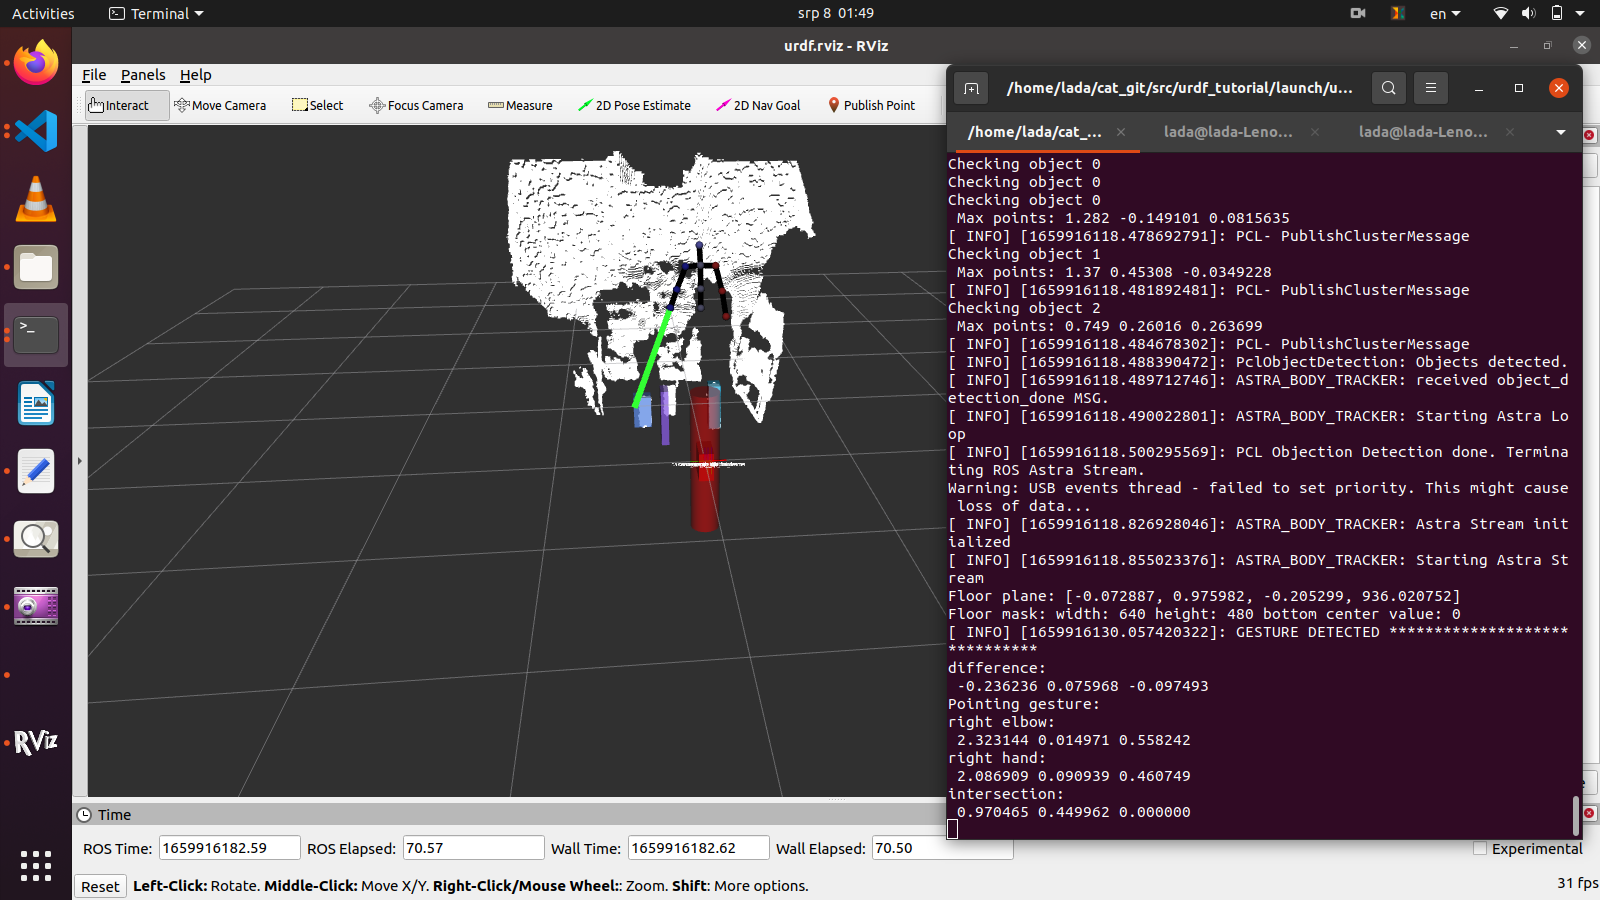 Activities
Terminal
srp 8 01:49
en
urdf.rviz - RViz
File Panels Help
Interact Move Camera Select Focus Camera Measure 2D Pose Estimate 2D Nav Goal Publish Point
/home/lada/cat_git/src/urdf_tutorial/launch/u...
/home/lada/cat_... lada@lada-Leno... lada@lada-Leno...
Checking object 0
Checking object 0
Checking object 0
 Max points: 1.282 -0.149101 0.0815635
[ INFO] [1659916118.478692791]: PCL- PublishClusterMessage
Checking object 1
 Max points: 1.37 0.45308 -0.0349228
[ INFO] [1659916118.481892481]: PCL- PublishClusterMessage
Checking object 2
 Max points: 0.749 0.26016 0.263699
[ INFO] [1659916118.484678302]: PCL- PublishClusterMessage
[ INFO] [1659916118.488390472]: PclObjectDetection: Objects detected.
[ INFO] [1659916118.489712746]: ASTRA_BODY_TRACKER: received object_d
etection_done MSG.
[ INFO] [1659916118.490022801]: ASTRA_BODY_TRACKER: Starting Astra Lo
op
[ INFO] [1659916118.500295569]: PCL Objection Detection done. Termina
ting ROS Astra Stream.
Warning: USB events thread - failed to set priority. This might cause
 loss of data...
[ INFO] [1659916118.826928046]: ASTRA_BODY_TRACKER: Astra Stream init
ialized
[ INFO] [1659916118.855023376]: ASTRA_BODY_TRACKER: Starting Astra St
ream
Floor plane: [-0.072887, 0.975982, -0.205299, 936.020752]
Floor mask: width: 640 height: 480 bottom center value: 0
[ INFO] [1659916130.057420322]: GESTURE DETECTED ********************
**********
difference:
 -0.236236 0.075968 -0.097493
Pointing gesture:
right elbow:
 2.323144 0.014971 0.558242
right hand:
 2.086909 0.090939 0.460749
intersection:
 0.970465 0.449962 0.000000
RViz
Time
ROS Time: 1659916182.59 ROS Elapsed: 70.57 Wall Time: 1659916182.62 Wall Elapsed: 70.50 Experimental
Reset Left-Click: Rotate. Middle-Click: Move X/Y. Right-Click/Mouse Wheel:: Zoom. Shift: More options. 31 fps